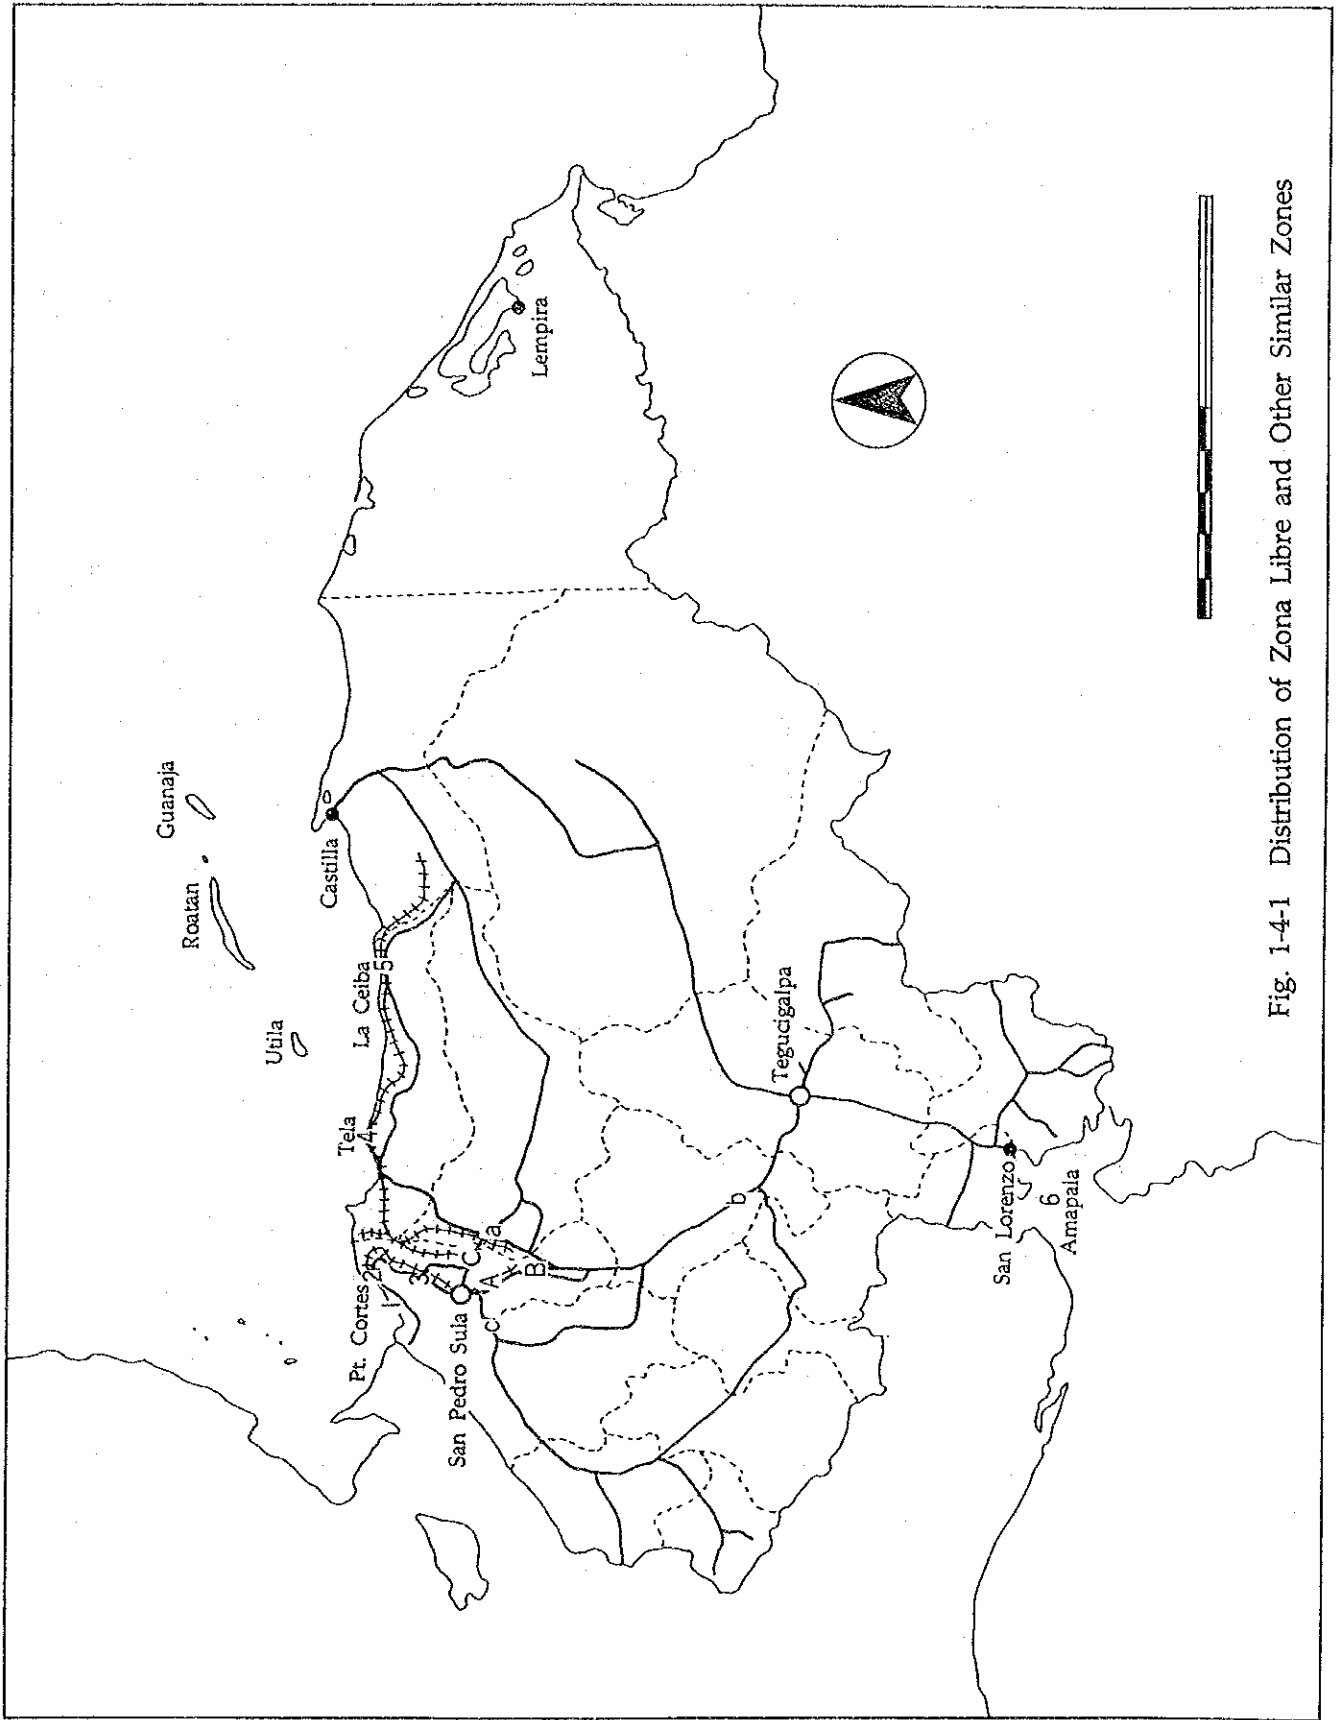 Guanaja
Roatan
Utila
Castilla
La Ceiba
5
Tela
4
Pt. Cortes
2
1
3
San Pedro Sula
A
C
a
B
c
b
Lempira
Tegucigalpa
San Lorenzo
6
Amapala
Fig. 1-4-1 Distribution of Zona Libre and Other Similar Zones